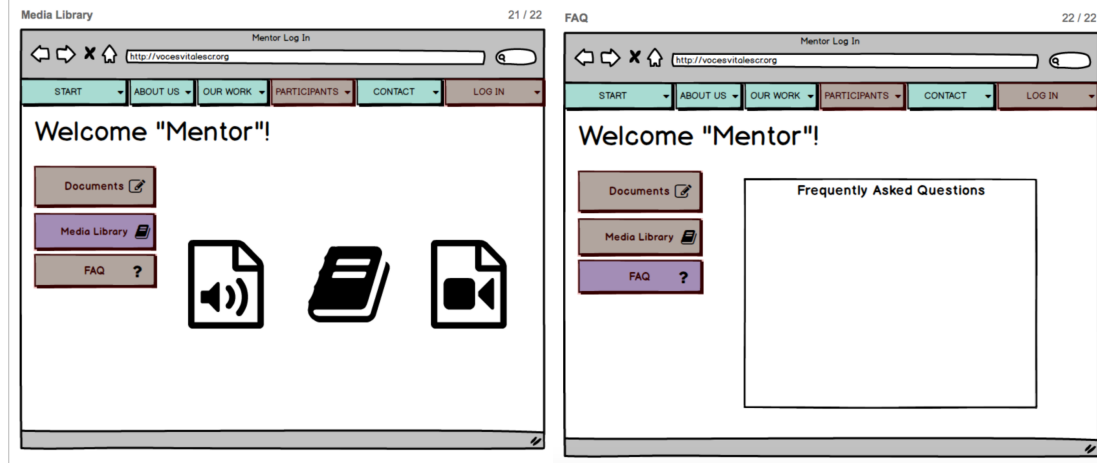 Media Library 21 / 22
Mentor Log In
http://vocesvitalescr.org
START ABOUT US OUR WORK PARTICIPANTS CONTACT LOG IN
Welcome "Mentor"!
Documents
Media Library
FAQ ?
FAQ 22 / 22
Mentor Log In
http://vocesvitalescr.org
START ABOUT US OUR WORK PARTICIPANTS CONTACT LOG IN
Welcome "Mentor"!
Documents
Media Library
FAQ ?
Frequently Asked Questions